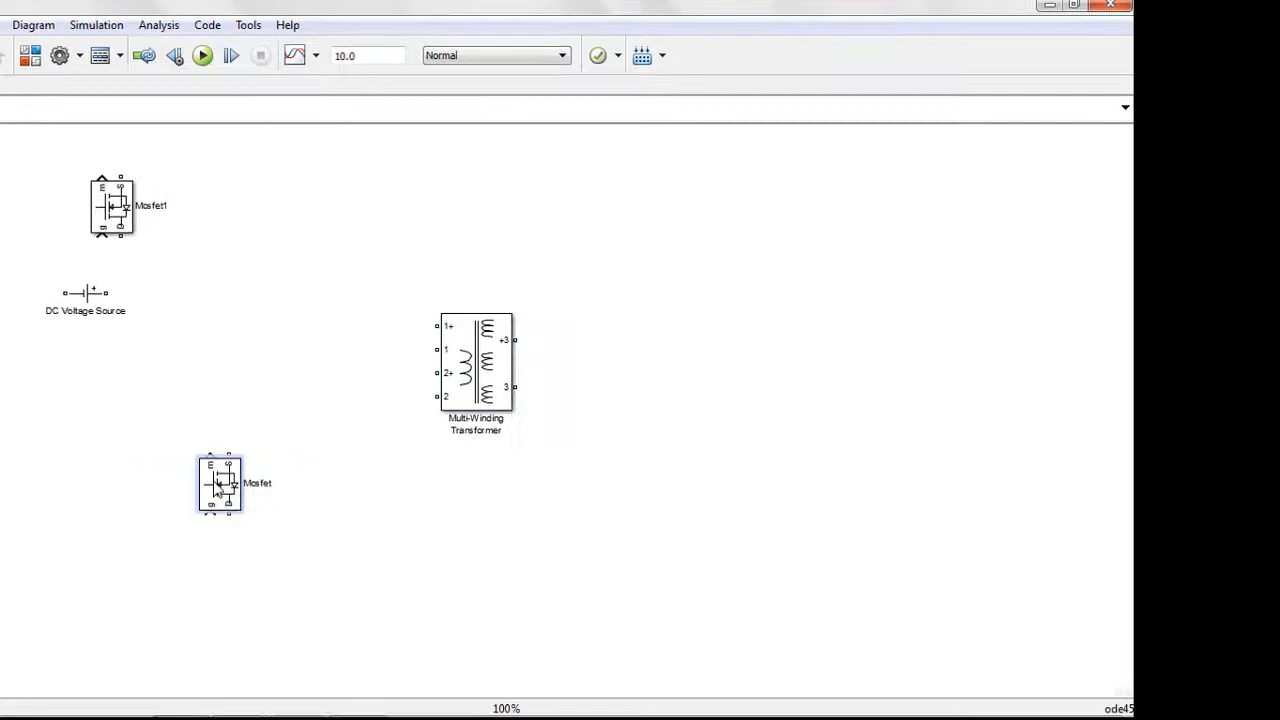 Diagram Simulation Analysis Code Tools Help
10.0 Normal
m S
Mosfet1
g D
+
DC Voltage Source
1+
+3
1
2+
3
2
Multi-Winding
Transformer
m S
Mosfet
g D
100% ode45